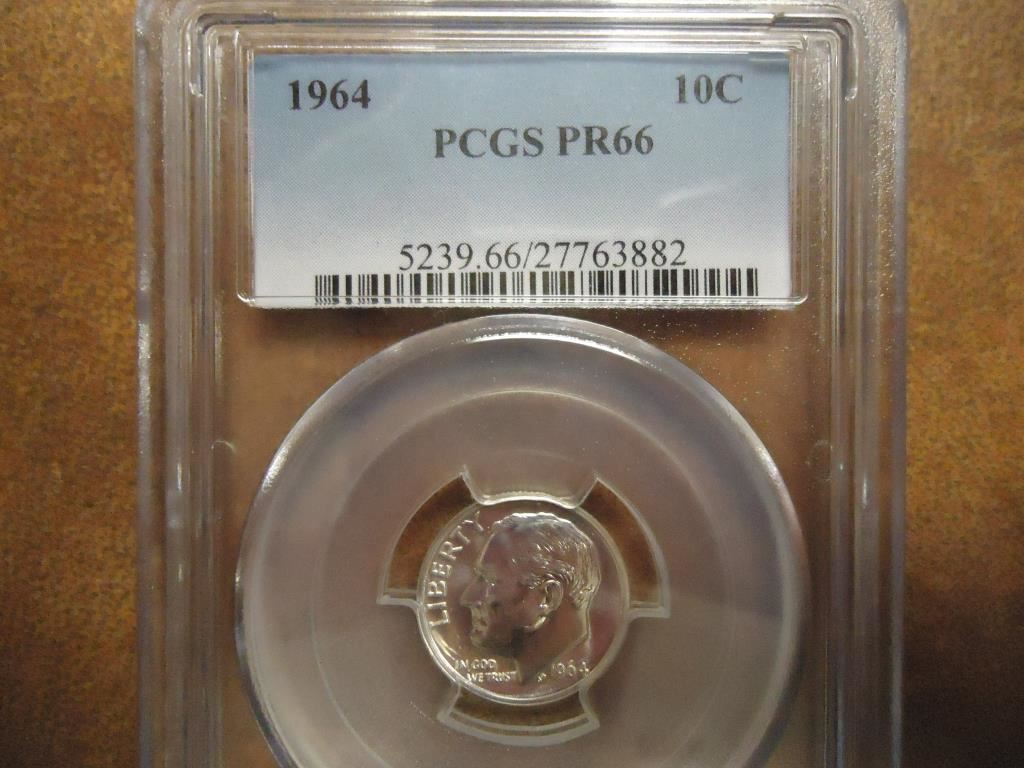 1964 10C
PCGS PR66
5239.66/27763882
LIBERTY
IN GOD
WE TRUST
1964